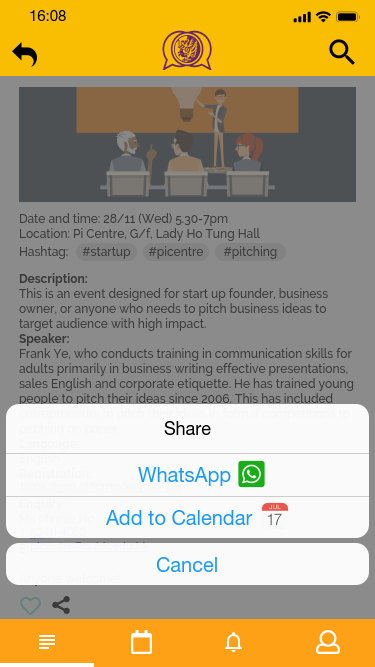 16:08
Date and time: 28/11 (Wed) 5.30-7pm
Location: Pi Centre, G/f, Lady Ho Tung Hall
Hashtag: #startup #picentre #pitching
Description:
This is an event designed for start up founder, business
owner, or anyone who needs to pitch business ideas to
target audience with high impact.
Speaker:
Frank Ye, who conducts training in communication skills for
adults primarily in business writing effective presentations,
sales English and corporate etiquette. He has trained young
people to pitch their ideas since 2006. This has included
Share
WhatsApp
Add to Calendar JUL 17
Cancel